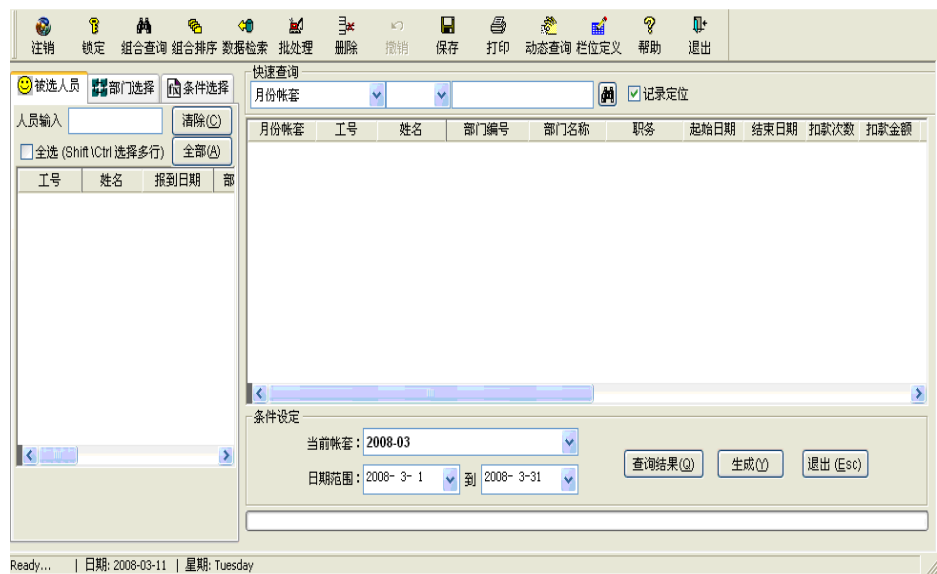 注销 锁定 组合查询 组合排序 数据检索 批处理 删除 撤销 保存 打印 动态查询 栏位定义 帮助 退出
被选人员 部门选择 条件选择
人员输入 清除(C)
全选 (Shift\Ctrl 选择多行) 全部(A)
工号 姓名 报到日期 部
快速查询
月份帐套 记录定位
月份帐套 工号 姓名 部门编号 部门名称 职务 起始日期 结束日期 扣款次数 扣款金额
条件设定
当前帐套: 2008-03
日期范围: 2008- 3- 1 到 2008- 3-31
查询结果(Q) 生成(Y) 退出 (Esc)
Ready... | 日期: 2008-03-11 | 星期: Tuesday